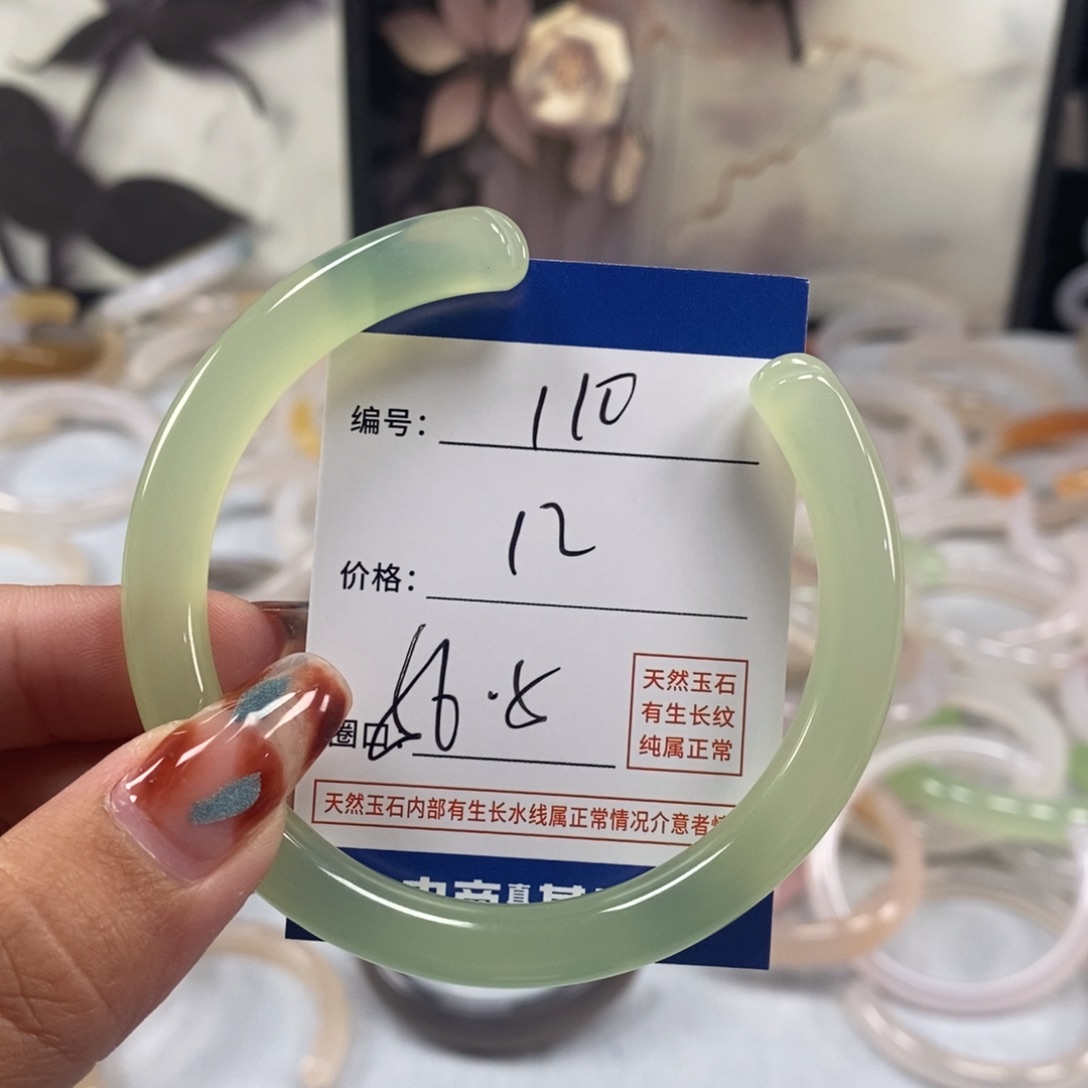 编号: 110
价格: 12
圈口: 56.8
天然玉石
有生长纹
纯属正常
天然玉石内部有生长水线属正常情况介意者